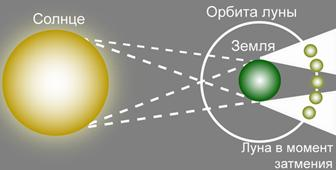 Солнце
Орбита луны
Земля
Луна в момент
затмения